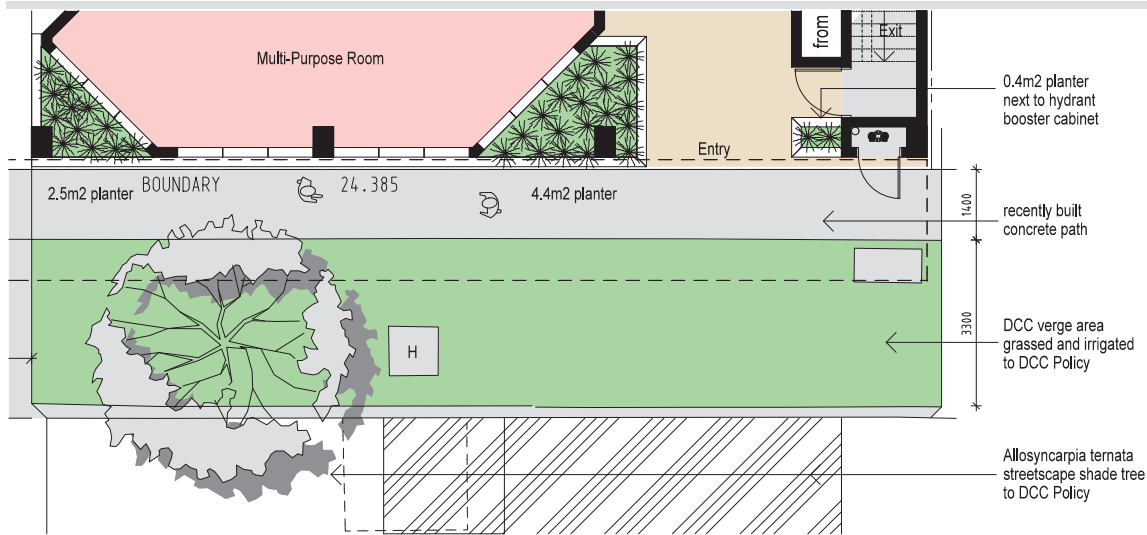 Multi-Purpose Room
from
Exit
0.4m2 planter
next to hydrant
booster cabinet
Entry
2.5m2 planter
BOUNDARY
24.385
4.4m2 planter
1400
recently built
concrete path
3300
H
DCC verge area
grassed and irrigated
to DCC Policy
Allosyncarpia ternata
streetscape shade tree
to DCC Policy